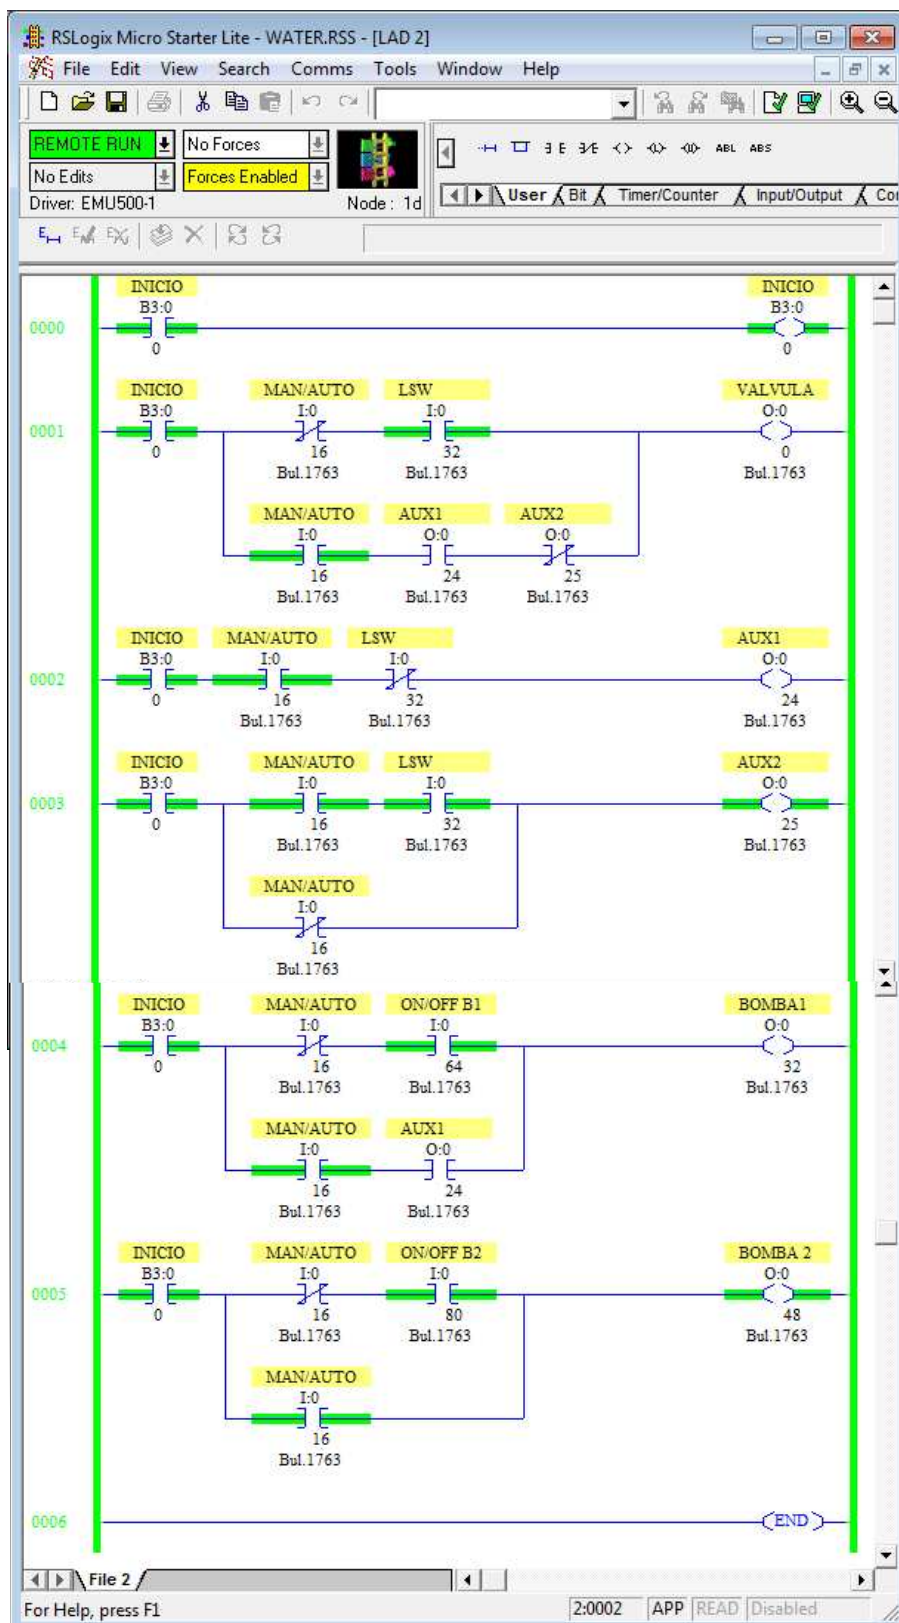 RSLogix Micro Starter Lite - WATER.RSS - [LAD 2]
File Edit View Search Comms Tools Window Help
REMOTE RUN No Forces
No Edits Forces Enabled
Driver: EMU500-1 Node : 1d
ABL ABS
User Bit Timer/Counter Input/Output Co
INICIO INICIO
B3:0 B3:0
0000
0 0
INICIO MAN/AUTO LSW VALVULA
B3:0 I:0 I:0 O:0
0001
0 16 32 0
Bul.1763 Bul.1763 Bul.1763
MAN/AUTO AUX1 AUX2
I:0 O:0 O:0
16 24 25
Bul.1763 Bul.1763 Bul.1763
INICIO MAN/AUTO LSW AUX1
B3:0 I:0 I:0 O:0
0002
0 16 32 24
Bul.1763 Bul.1763 Bul.1763
INICIO MAN/AUTO LSW AUX2
B3:0 I:0 I:0 O:0
0003
0 16 32 25
Bul.1763 Bul.1763 Bul.1763
MAN/AUTO
I:0
16
Bul.1763
INICIO MAN/AUTO ON/OFF B1 BOMBA1
B3:0 I:0 I:0 O:0
0004
0 16 64 32
Bul.1763 Bul.1763 Bul.1763
MAN/AUTO AUX1
I:0 O:0
16 24
Bul.1763 Bul.1763
INICIO MAN/AUTO ON/OFF B2 BOMBA 2
B3:0 I:0 I:0 O:0
0005
0 16 80 48
Bul.1763 Bul.1763 Bul.1763
MAN/AUTO
I:0
16
Bul.1763
0006 END
File 2
For Help, press F1 2:0002 APP READ Disabled